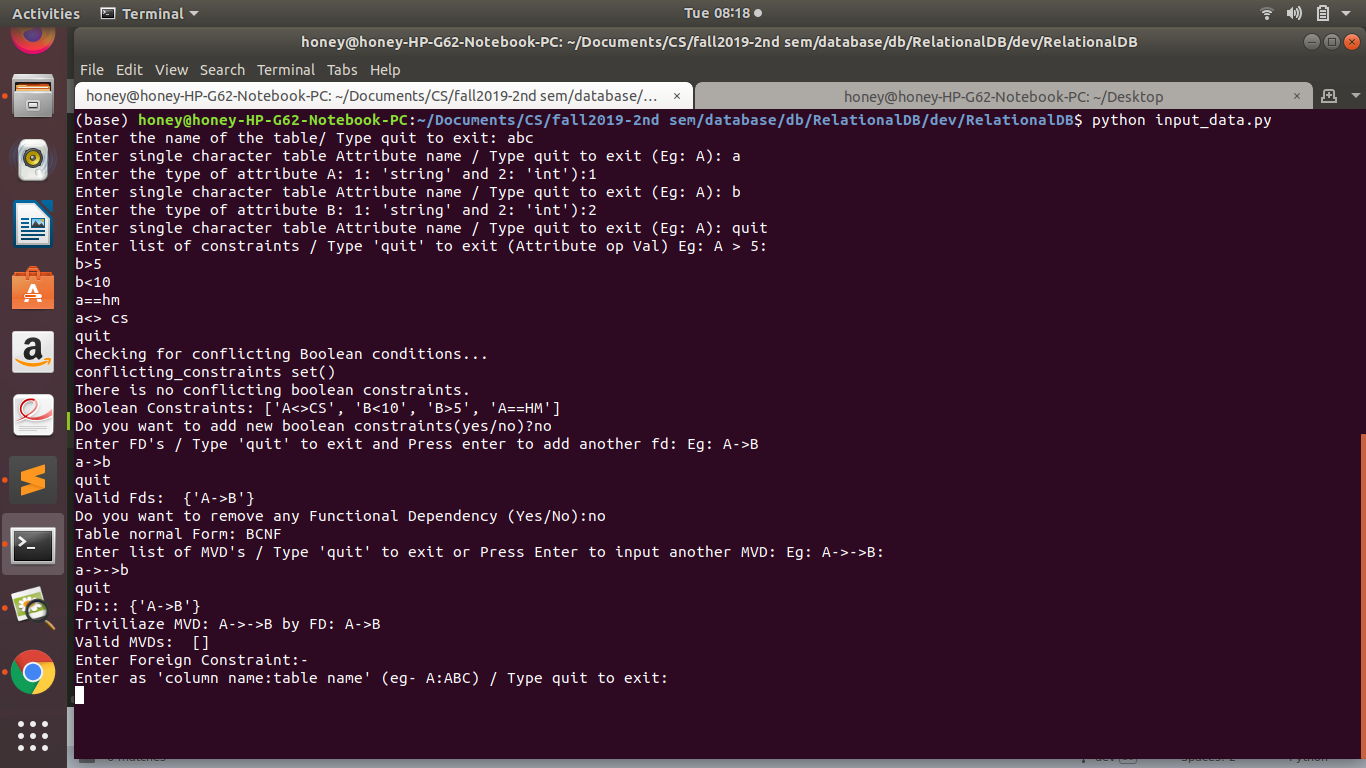 Activities Terminal Tue 08:18
honey@honey-HP-G62-Notebook-PC: ~/Documents/CS/fall2019-2nd sem/database/db/RelationalDB/dev/RelationalDB
File Edit View Search Terminal Tabs Help
honey@honey-HP-G62-Notebook-PC: ~/Documents/CS/fall2019-2nd sem/database/... × honey@honey-HP-G62-Notebook-PC: ~/Desktop ×
(base) honey@honey-HP-G62-Notebook-PC:~/Documents/CS/fall2019-2nd sem/database/db/RelationalDB/dev/RelationalDB$ python input_data.py
Enter the name of the table/ Type quit to exit: abc
Enter single character table Attribute name / Type quit to exit (Eg: A): a
Enter the type of attribute A: 1: 'string' and 2: 'int'):1
Enter single character table Attribute name / Type quit to exit (Eg: A): b
Enter the type of attribute B: 1: 'string' and 2: 'int'):2
Enter single character table Attribute name / Type quit to exit (Eg: A): quit
Enter list of constraints / Type 'quit' to exit (Attribute op Val) Eg: A > 5:
b>5
b<10
a==hm
a<> cs
quit
Checking for conflicting Boolean conditions...
conflicting_constraints set()
There is no conflicting boolean constraints.
Boolean Constraints: ['A<>CS', 'B<10', 'B>5', 'A==HM']
Do you want to add new boolean constraints(yes/no)?no
Enter FD's / Type 'quit' to exit and Press enter to add another fd: Eg: A->B
a->b
quit
Valid Fds:  {'A->B'}
Do you want to remove any Functional Dependency (Yes/No):no
Table normal Form: BCNF
Enter list of MVD's / Type 'quit' to exit or Press Enter to input another MVD: Eg: A->->B:
a->->b
quit
FD::: {'A->B'}
Triviliaze MVD: A->->B by FD: A->B
Valid MVDs:  []
Enter Foreign Constraint:-
Enter as 'column name:table name' (eg- A:ABC) / Type quit to exit: